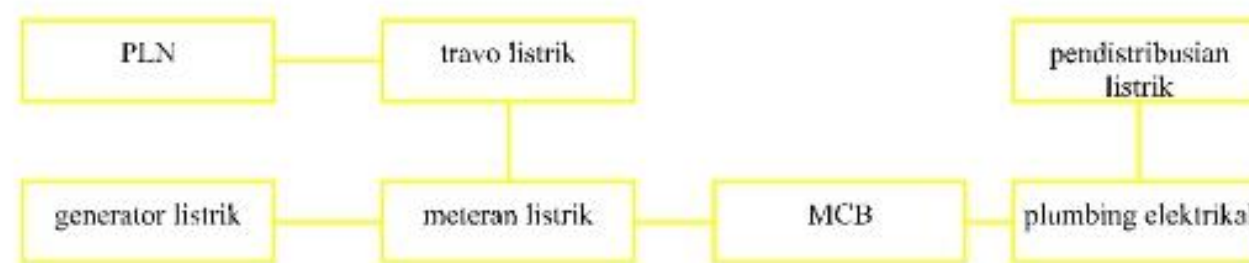 PLN
travo listrik
pendistribusian
listrik
generator listrik
meteran listrik
MCB
plumbing elektrikal